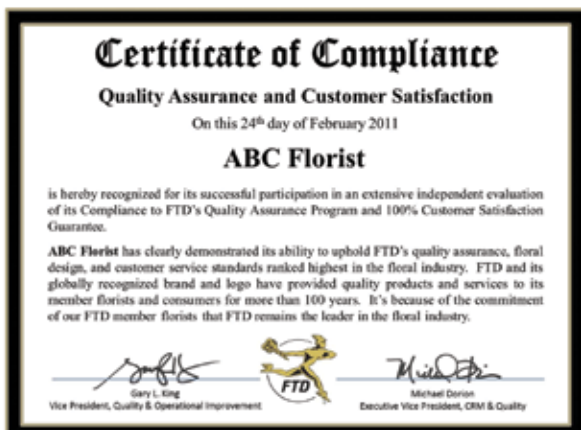 Certificate of Compliance
Quality Assurance and Customer Satisfaction
On this 24th day of February 2011
ABC Florist
is hereby recognized for its successful participation in an extensive independent evaluation
of its Compliance to FTD's Quality Assurance Program and 100% Customer Satisfaction
Guarantee.
ABC Florist has clearly demonstrated its ability to uphold FTD's quality assurance, floral
design, and customer service standards ranked highest in the floral industry. FTD and its
globally recognized brand and logo have provided quality products and services to its
member florists and consumers for more than 100 years. It's because of the commitment
of our FTD member florists that FTD remains the leader in the floral industry.
FTD
Gary L. King
Michael Dorion
Vice President, Quality & Operational Improvement
Executive Vice President, CRM & Quality